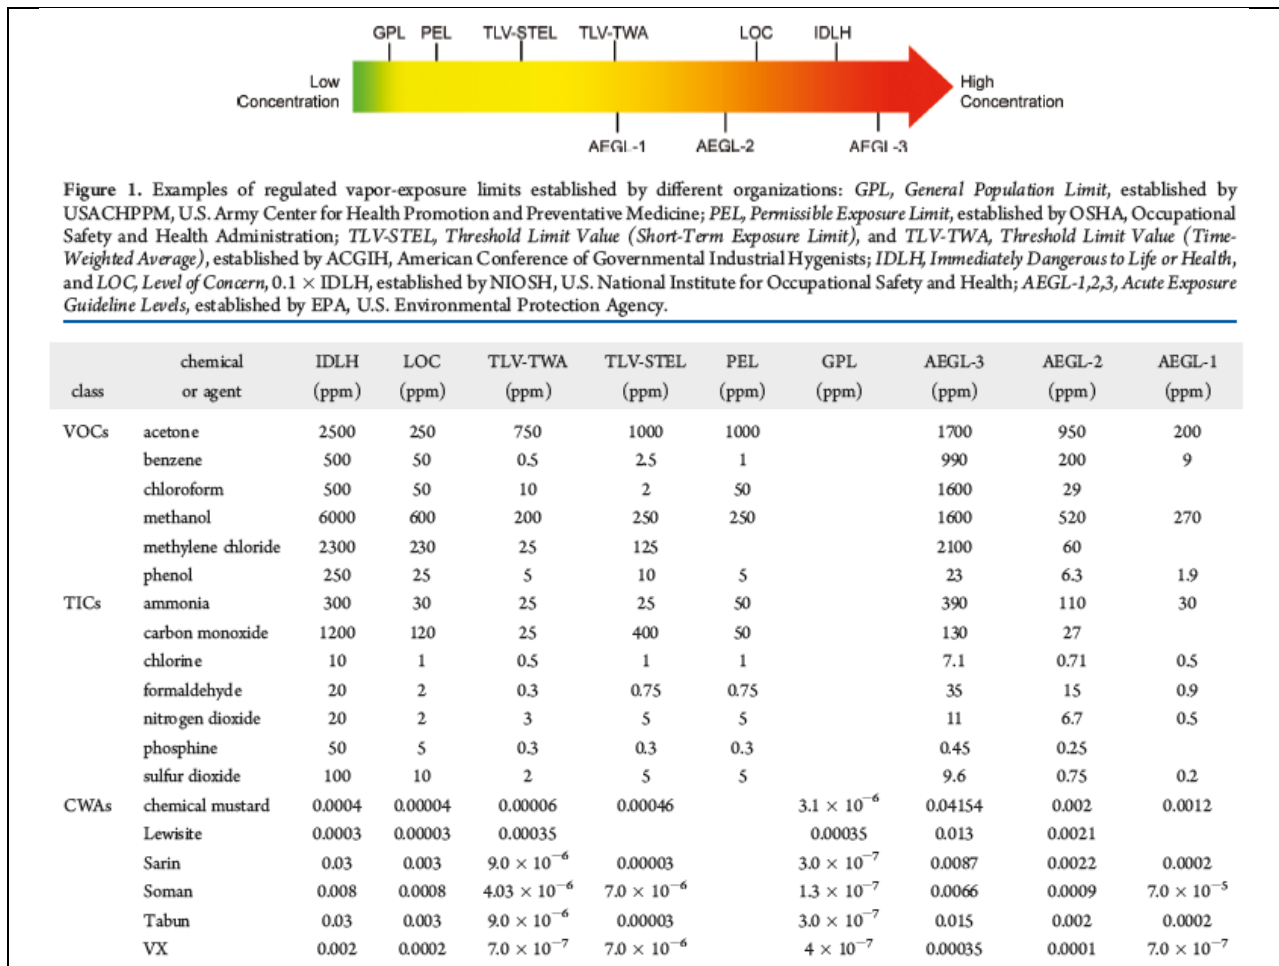 GPL PEL TLV-STEL TLV-TWA LOC IDLH
Low
Concentration
High
Concentration
AEGL-1 AEGL-2 AEGL-3
Figure 1. Examples of regulated vapor-exposure limits established by different organizations: GPL, General Population Limit, established by
USACHPPM, U.S. Army Center for Health Promotion and Preventative Medicine; PEL, Permissible Exposure Limit, established by OSHA, Occupational
Safety and Health Administration; TLV-STEL, Threshold Limit Value (Short-Term Exposure Limit), and TLV-TWA, Threshold Limit Value (Time-
Weighted Average), established by ACGIH, American Conference of Governmental Industrial Hygenists; IDLH, Immediately Dangerous to Life or Health,
and LOC, Level of Concern, 0.1 × IDLH, established by NIOSH, U.S. National Institute for Occupational Safety and Health; AEGL-1,2,3, Acute Exposure
Guideline Levels, established by EPA, U.S. Environmental Protection Agency.
chemical IDLH LOC TLV-TWA TLV-STEL PEL GPL AEGL-3 AEGL-2 AEGL-1
class or agent (ppm) (ppm) (ppm) (ppm) (ppm) (ppm) (ppm) (ppm) (ppm)
VOCs acetone 2500 250 750 1000 1000 1700 950 200
benzene 500 50 0.5 2.5 1 990 200 9
chloroform 500 50 10 2 50 1600 29
methanol 6000 600 200 250 250 1600 520 270
methylene chloride 2300 230 25 125 2100 60
phenol 250 25 5 10 5 23 6.3 1.9
TICs ammonia 300 30 25 25 50 390 110 30
carbon monoxide 1200 120 25 400 50 130 27
chlorine 10 1 0.5 1 1 7.1 0.71 0.5
formaldehyde 20 2 0.3 0.75 0.75 35 15 0.9
nitrogen dioxide 20 2 3 5 5 11 6.7 0.5
phosphine 50 5 0.3 0.3 0.3 0.45 0.25
sulfur dioxide 100 10 2 5 5 9.6 0.75 0.2
CWAs chemical mustard 0.0004 0.00004 0.00006 0.00046 3.1 × 10⁻⁶ 0.04154 0.002 0.0012
Lewisite 0.0003 0.00003 0.00035 0.00035 0.013 0.0021
Sarin 0.03 0.003 9.0 × 10⁻⁶ 0.00003 3.0 × 10⁻⁷ 0.0087 0.0022 0.0002
Soman 0.008 0.0008 4.03 × 10⁻⁶ 7.0 × 10⁻⁶ 1.3 × 10⁻⁷ 0.0066 0.0009 7.0 × 10⁻⁵
Tabun 0.03 0.003 9.0 × 10⁻⁶ 0.00003 3.0 × 10⁻⁷ 0.015 0.002 0.0002
VX 0.002 0.0002 7.0 × 10⁻⁷ 7.0 × 10⁻⁶ 4 × 10⁻⁷ 0.00035 0.0001 7.0 × 10⁻⁷